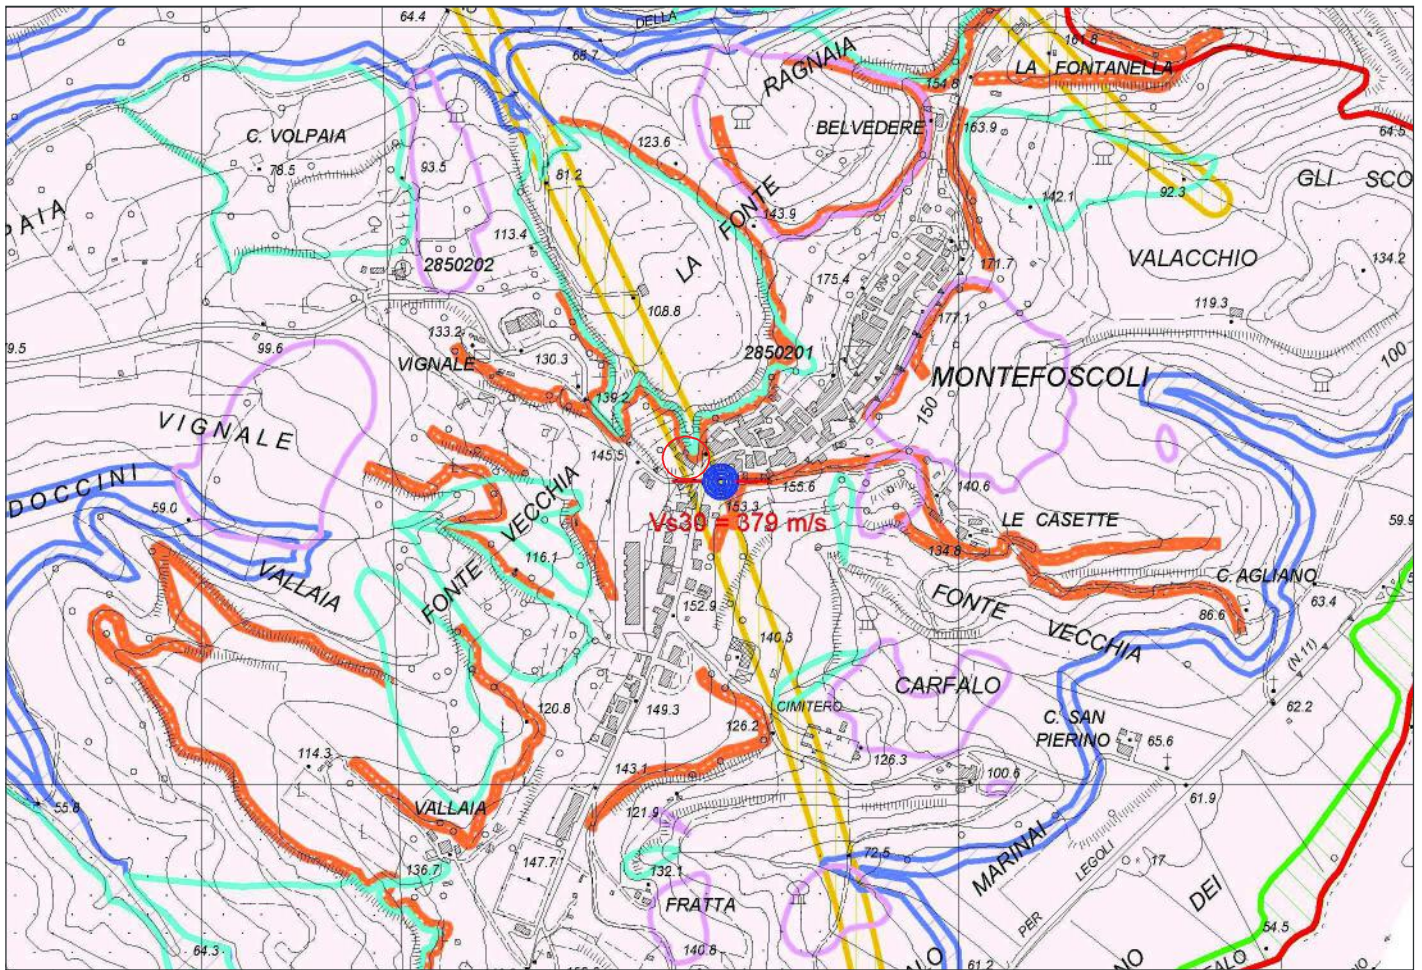 64.4
DELLA
65.7
RAGNAIA
161.8
LA FONTANELLA
154.8
C. VOLPAIA
78.5
93.5
123.6
BELVEDERE
163.9
64.5
81.2
92.3
GLI SCO
PAIA
113.4
LA FONTE
143.9
142.1
2850202
175.4
171.7
VALACCHIO
134.2
108.8
119.3
133.2
177.1
79.5
99.6
130.3
VIGNALE
2850201
100
MONTEFOSCOLI
139.2
150
VIGNALE
145.5
DOCCINI
155.6
140.6
59.0
153.3
Vs30 = 379 m/s
LE CASETTE
59.9
FONTE VECCHIA
116.1
134.8
VALLAIA
C. AGLIANO
152.9
FONTE VECCHIA
86.6
63.4
140.3
(N.11)
CARFALO
149.3
CIMITERO
62.2
120.8
126.2
C. SAN
PIERINO
65.6
114.3
143.1
126.3
100.6
VALLAIA
121.9
61.9
MARINAI
LEGOLI
136.7
147.7
132.1
72.5
17
FRATTA
PER
DEI
64.3
140.8
54.5
61.2